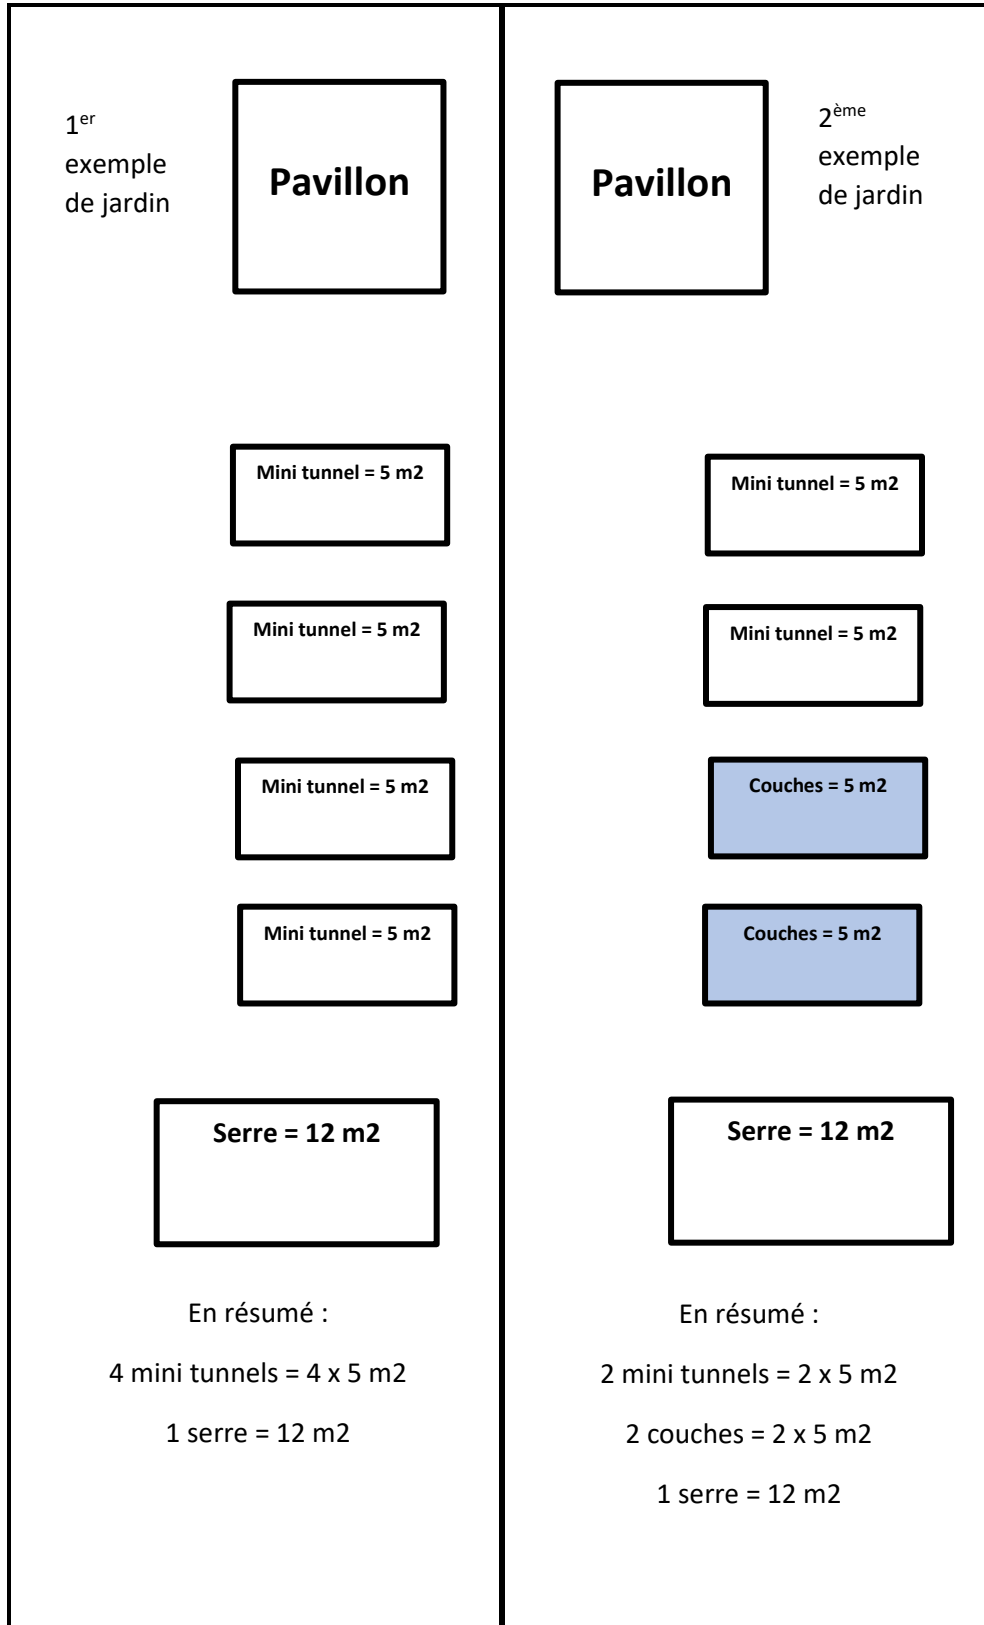 1er
exemple
de jardin
Pavillon
Mini tunnel = 5 m2
Mini tunnel = 5 m2
Mini tunnel = 5 m2
Mini tunnel = 5 m2
Serre = 12 m2
En résumé :
4 mini tunnels = 4 x 5 m2
1 serre = 12 m2
Pavillon
2ème
exemple
de jardin
Mini tunnel = 5 m2
Mini tunnel = 5 m2
Couches = 5 m2
Couches = 5 m2
Serre = 12 m2
En résumé :
2 mini tunnels = 2 x 5 m2
2 couches = 2 x 5 m2
1 serre = 12 m2